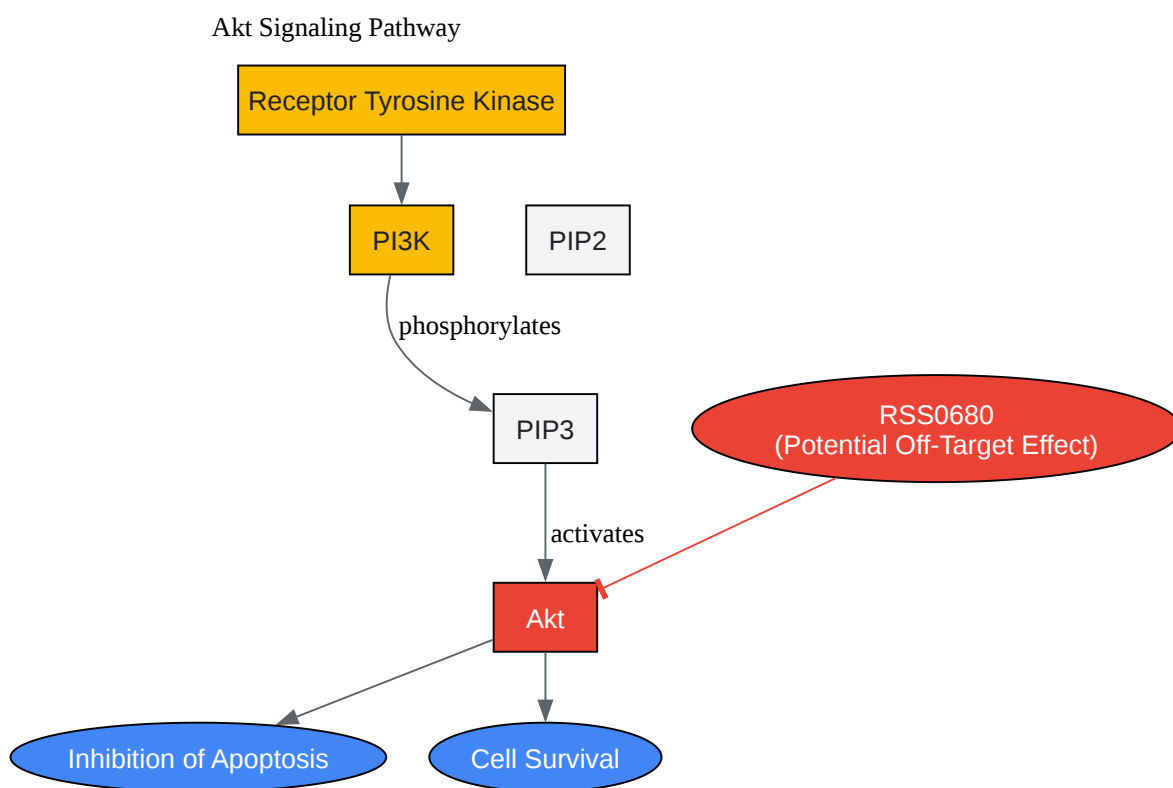 Akt Signaling Pathway
Receptor Tyrosine Kinase
PI3K
PIP2
phosphorylates
PIP3
RSS0680
(Potential Off-Target Effect)
activates
Akt
Inhibition of Apoptosis
Cell Survival